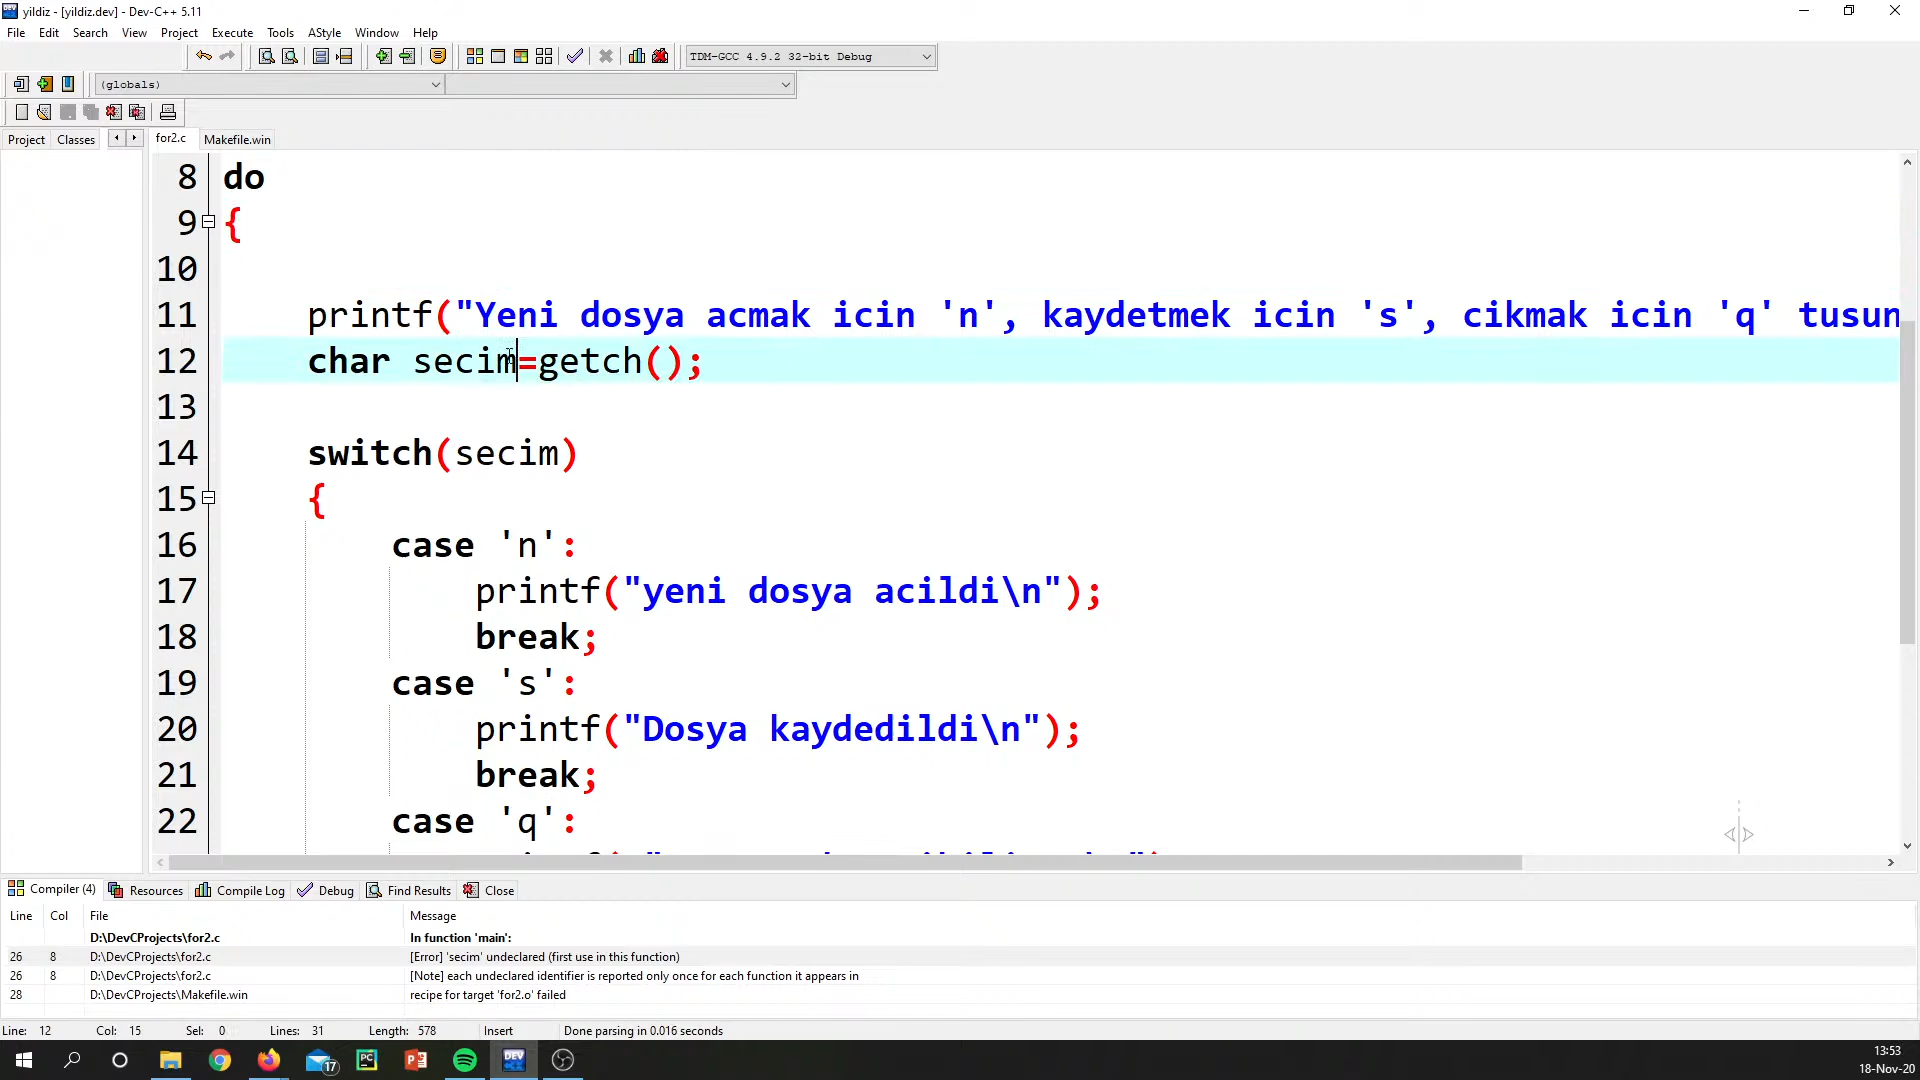 yildiz - [yildiz.dev] - Dev-C++ 5.11
File Edit Search View Project Execute Tools AStyle Window Help
TDM-GCC 4.9.2 32-bit Debug
(globals)
Project Classes for2.c Makefile.win
8 do
9 {
10
11 printf("Yeni dosya acmak icin 'n', kaydetmek icin 's', cikmak icin 'q' tusun
12 char secim=getch();
13
14 switch(secim)
15 {
16 case 'n':
17 printf("yeni dosya acildi\n");
18 break;
19 case 's':
20 printf("Dosya kaydedildi\n");
21 break;
22 case 'q':
Compiler (4) Resources Compile Log Debug Find Results Close
Line Col File Message
D:\DevCProjects\for2.c In function 'main':
26 8 D:\DevCProjects\for2.c [Error] 'secim' undeclared (first use in this function)
26 8 D:\DevCProjects\for2.c [Note] each undeclared identifier is reported only once for each function it appears in
28 D:\DevCProjects\Makefile.win recipe for target 'for2.o' failed
Line: 12 Col: 15 Sel: 0 Lines: 31 Length: 578 Insert Done parsing in 0.016 seconds
17
PC
DEV
13:53
18-Nov-20